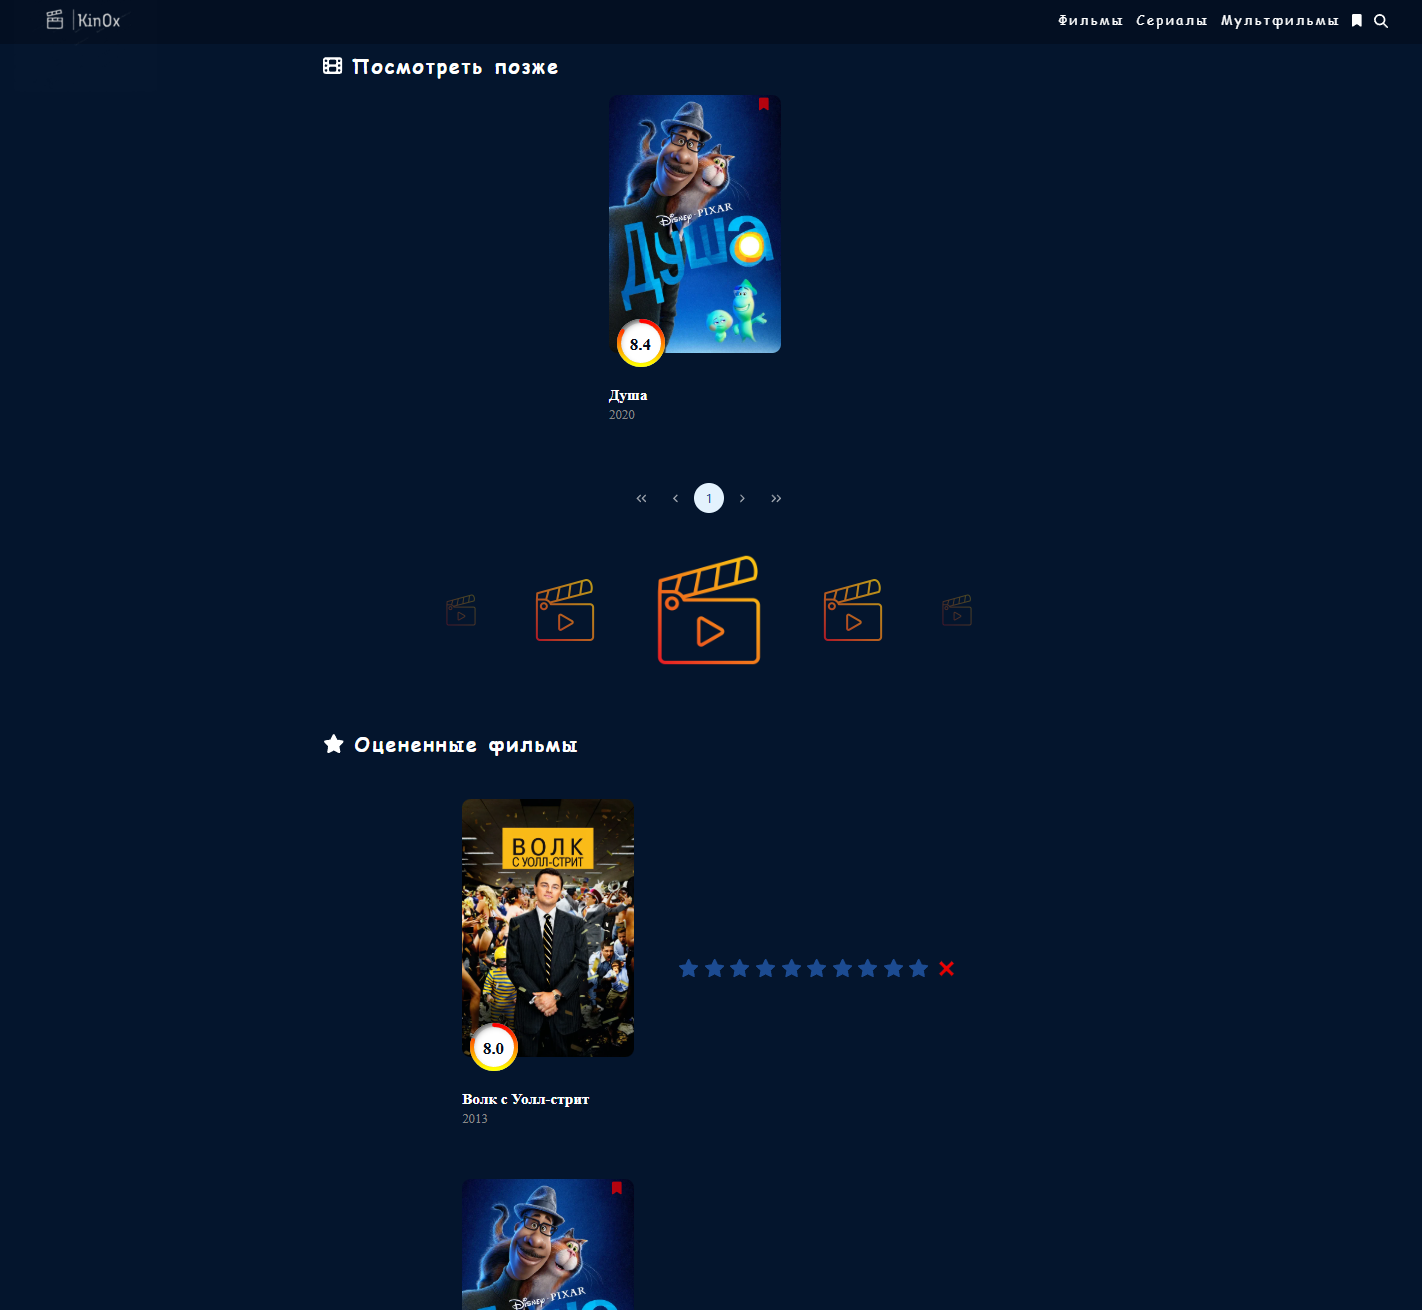 KinOx
Фильмы Сериалы Мультфильмы
Посмотреть позже
DISNEY·PIXAR
Душа
8.4
Душа
2020
1
Оцененные фильмы
ВОЛК
С УОЛЛ-СТРИТ
8.0
Волк с Уолл-стрит
2013
DISNEY·PIXAR